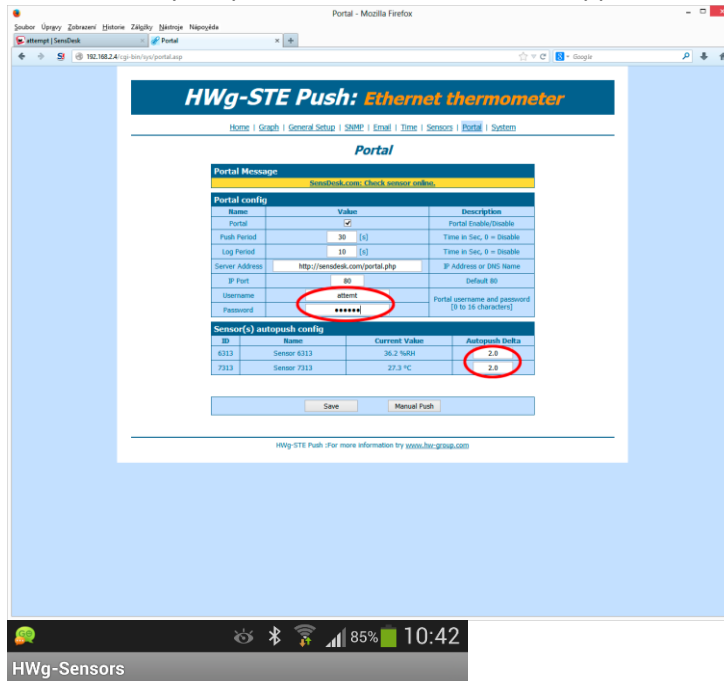 Portal - Mozilla Firefox
Soubor Úpravy Zobrazení Historie Záložky Nástroje Nápověda
attempt | SensDesk × Portal × +
192.168.2.4/cgi-bin/sys/portal.asp Google
HWg-STE Push: Ethernet thermometer
Home | Graph | General Setup | SNMP | Email | Time | Sensors | Portal | System
Portal
Portal Message
SensDesk.com: Check sensor online.
Portal config
Name Value Description
Portal Portal Enable/Disable
Push Period 30 [s] Time in Sec, 0 = Disable
Log Period 10 [s] Time in Sec, 0 = Disable
Server Address http://sensdesk.com/portal.php IP Address or DNS Name
IP Port 80 Default 80
Username attemt Portal username and password
Password ●●●●●● [0 to 16 characters]
Sensor(s) autopush config
ID Name Current Value Autopush Delta
6313 Sensor 6313 36.2 %RH 2.0
7313 Sensor 7313 27.3 °C 2.0
Save Manual Push
HWg-STE Push :For more information try www.hw-group.com
85% 10:42
HWg-Sensors